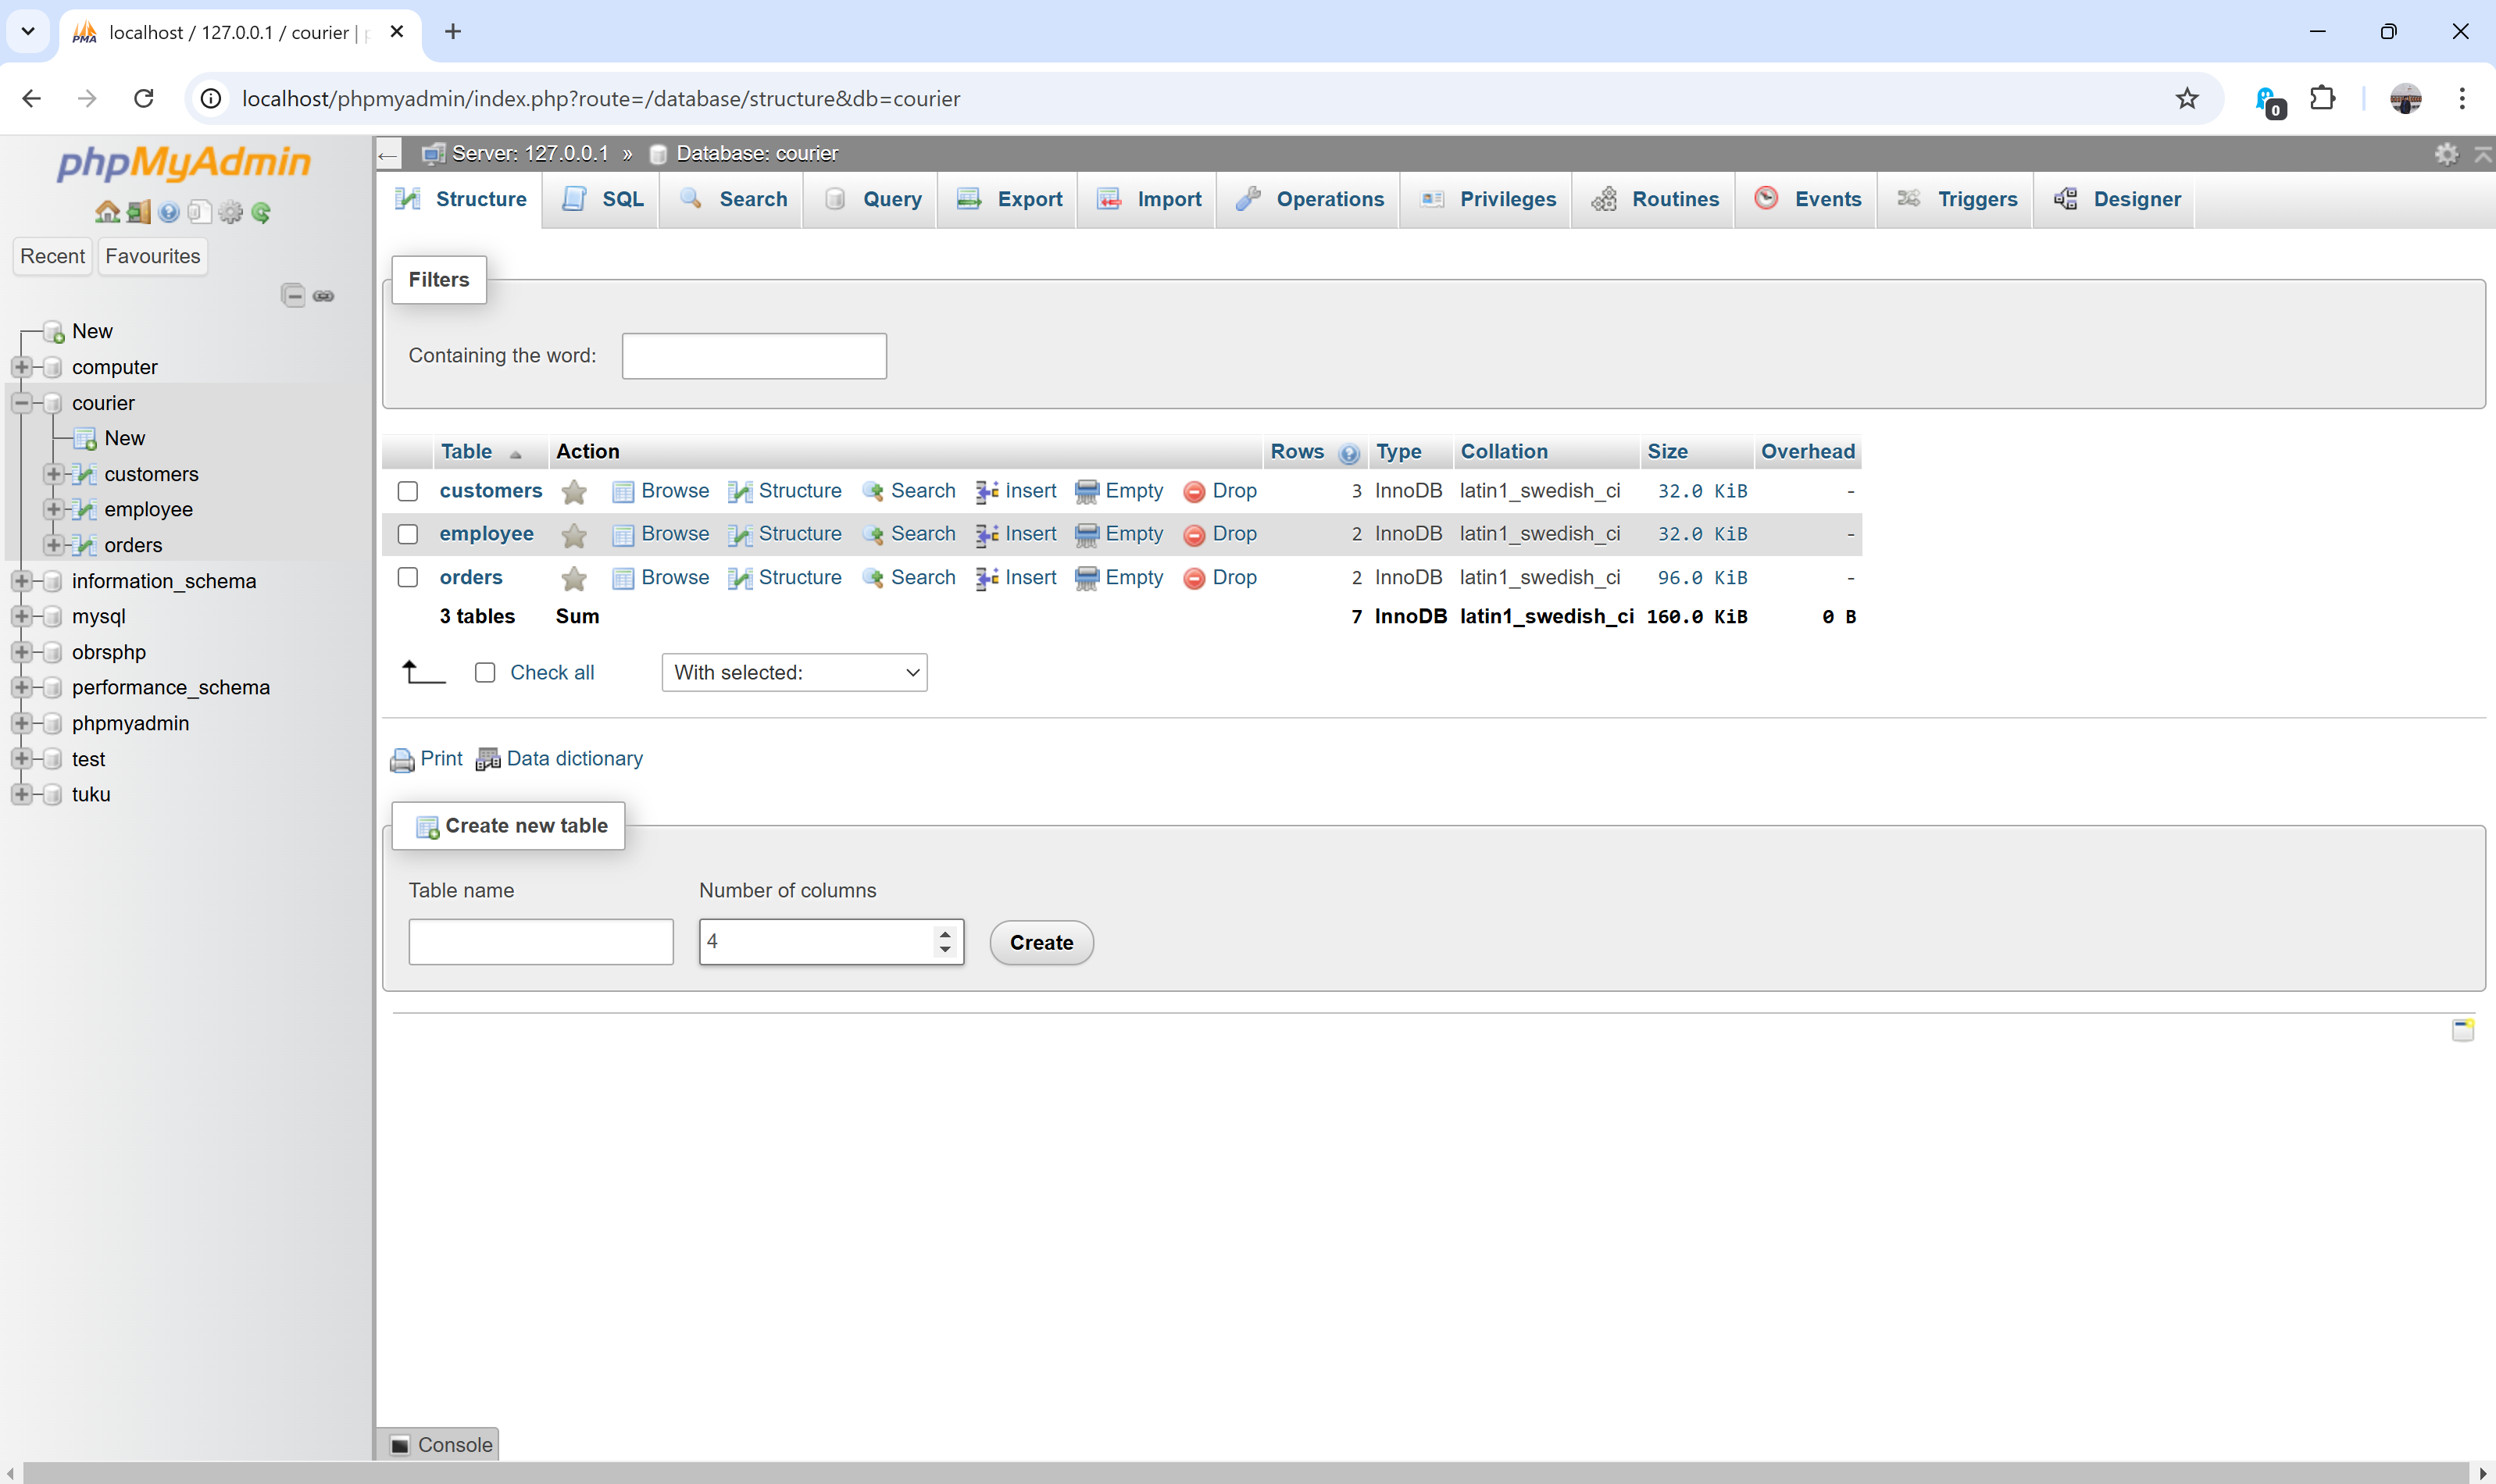 localhost / 127.0.0.1 / courier |
localhost/phpmyadmin/index.php?route=/database/structure&db=courier
0
phpMyAdmin
Recent Favourites
New
computer
courier
New
customers
employee
orders
information_schema
mysql
obrsphp
performance_schema
phpmyadmin
test
tuku
Server: 127.0.0.1 » Database: courier
Structure SQL Search Query Export Import Operations Privileges Routines Events Triggers Designer
Filters
Containing the word:
Table Action Rows Type Collation Size Overhead
customers Browse Structure Search Insert Empty Drop 3 InnoDB latin1_swedish_ci 32.0 KiB -
employee Browse Structure Search Insert Empty Drop 2 InnoDB latin1_swedish_ci 32.0 KiB -
orders Browse Structure Search Insert Empty Drop 2 InnoDB latin1_swedish_ci 96.0 KiB -
3 tables Sum 7 InnoDB latin1_swedish_ci 160.0 KiB 0 B
Check all With selected:
Print Data dictionary
Create new table
Table name Number of columns
4 Create
Console